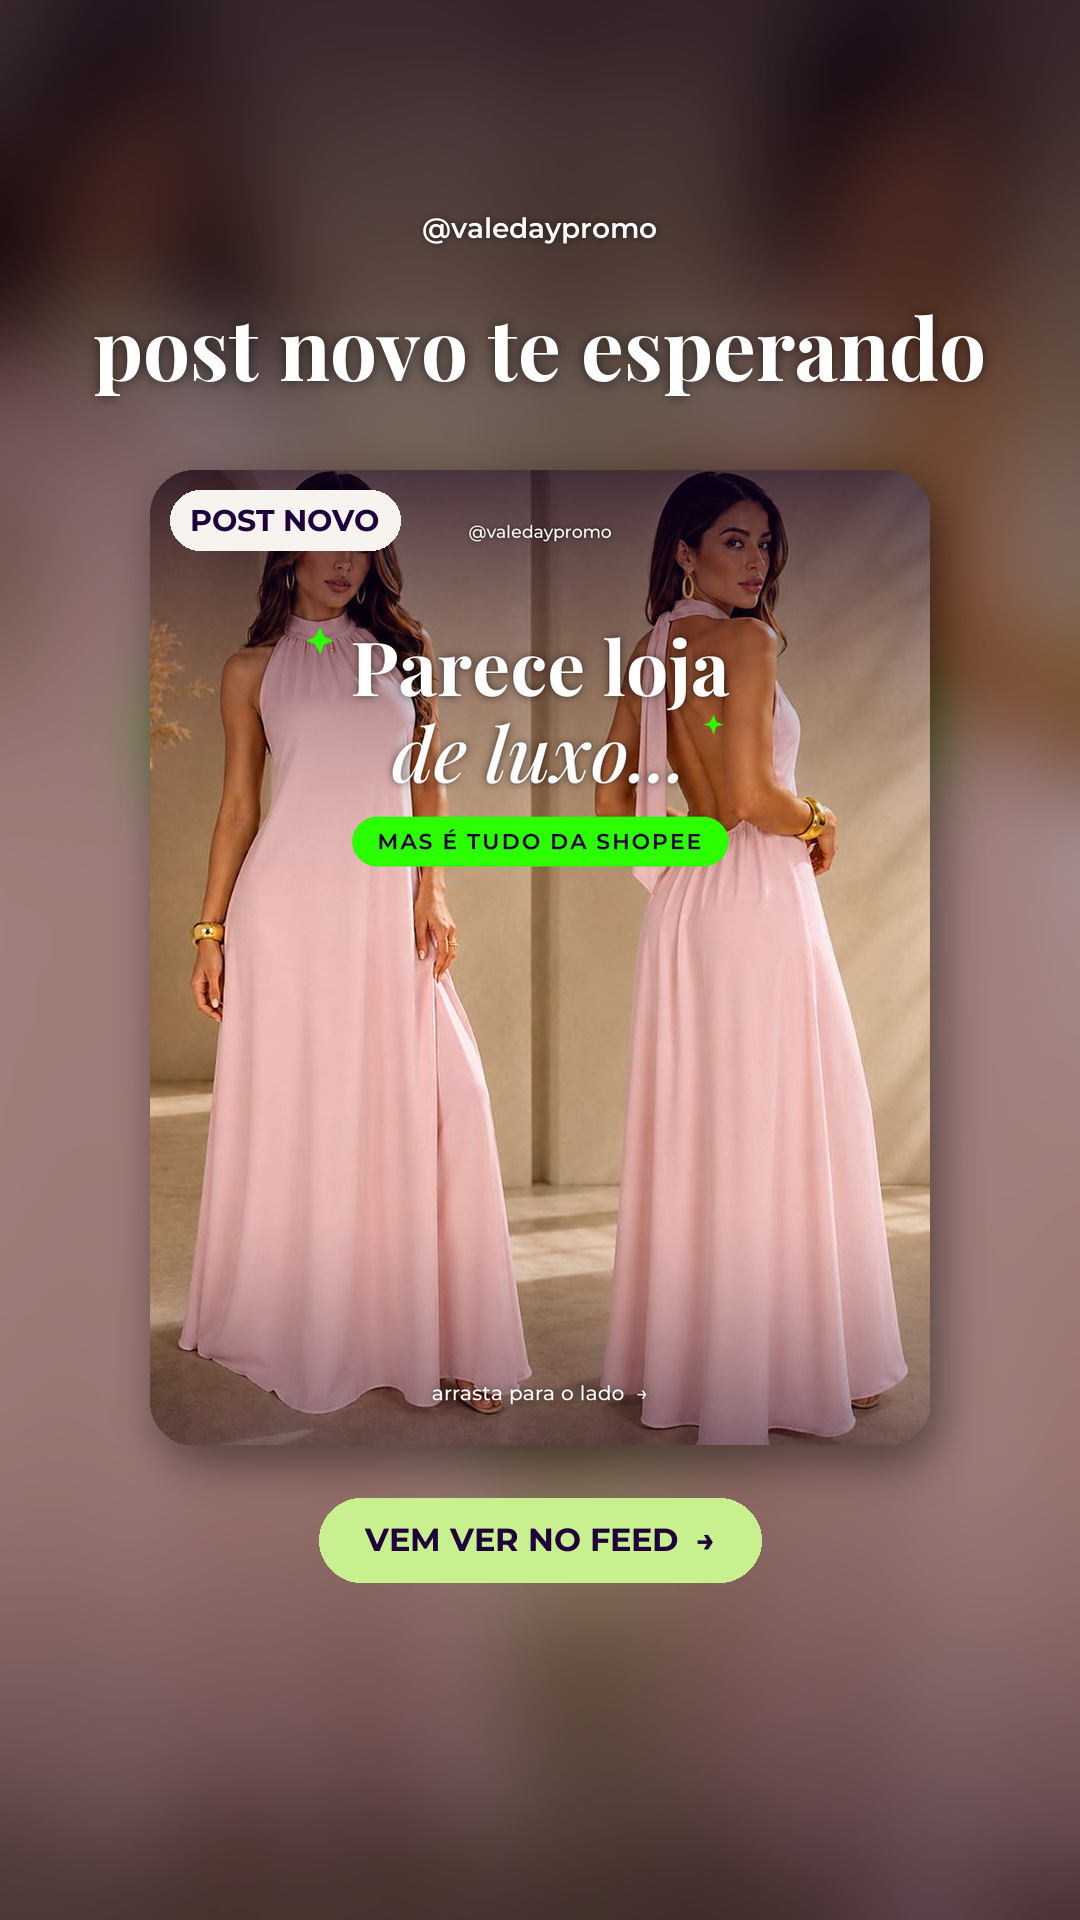 @valedaypromo
post novo te esperando
POST NOVO
@valedaypromo
Parece loja
de luxo...
MAS É TUDO DA SHOPEE
arrasta para o lado →
VEM VER NO FEED →